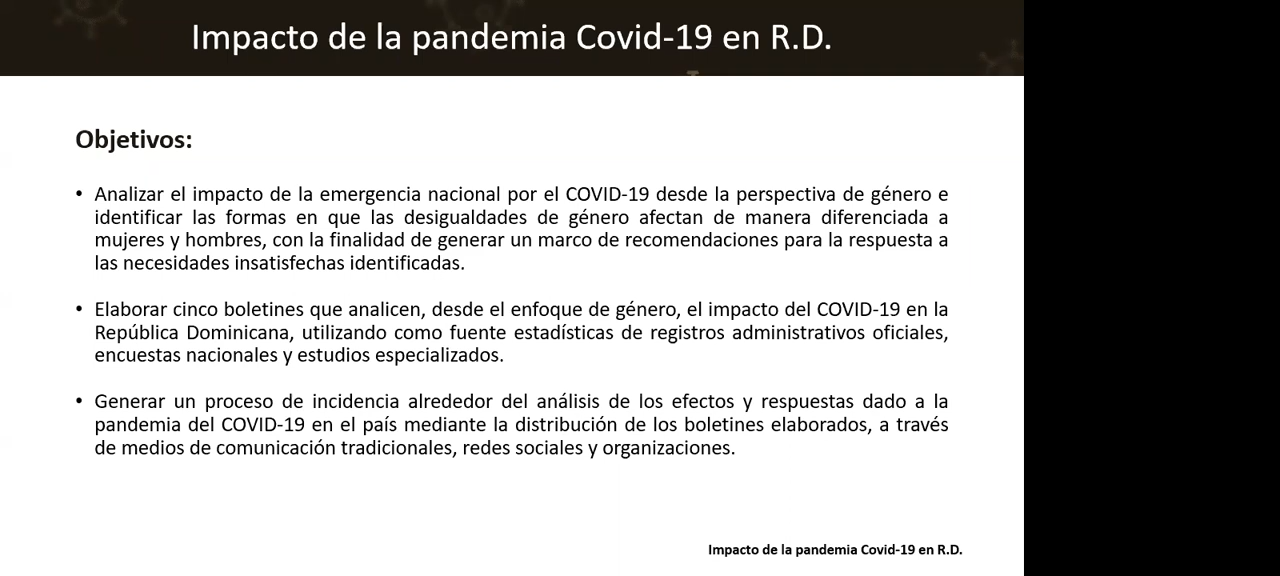 Impacto de la pandemia Covid-19 en R.D.
Objetivos:
• Analizar el impacto de la emergencia nacional por el COVID-19 desde la perspectiva de género e
identificar las formas en que las desigualdades de género afectan de manera diferenciada a
mujeres y hombres, con la finalidad de generar un marco de recomendaciones para la respuesta a
las necesidades insatisfechas identificadas.
• Elaborar cinco boletines que analicen, desde el enfoque de género, el impacto del COVID-19 en la
República Dominicana, utilizando como fuente estadísticas de registros administrativos oficiales,
encuestas nacionales y estudios especializados.
• Generar un proceso de incidencia alrededor del análisis de los efectos y respuestas dado a la
pandemia del COVID-19 en el país mediante la distribución de los boletines elaborados, a través
de medios de comunicación tradicionales, redes sociales y organizaciones.
Impacto de la pandemia Covid-19 en R.D.